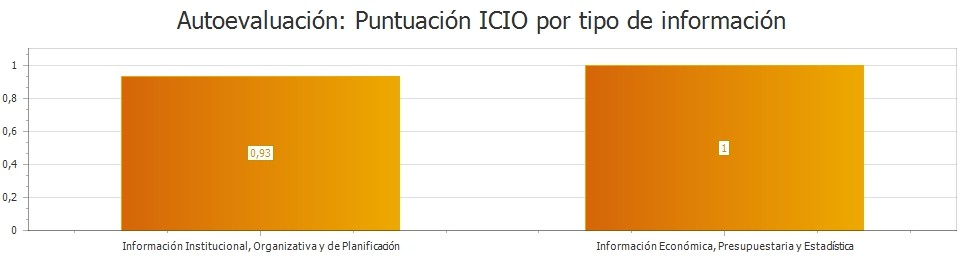 Autoevaluación: Puntuación ICIO por tipo de información
1
0,8
0,6
0,4
0,2
0
0,93
1
Información Institucional, Organizativa y de Planificación
Información Económica, Presupuestaria y Estadística